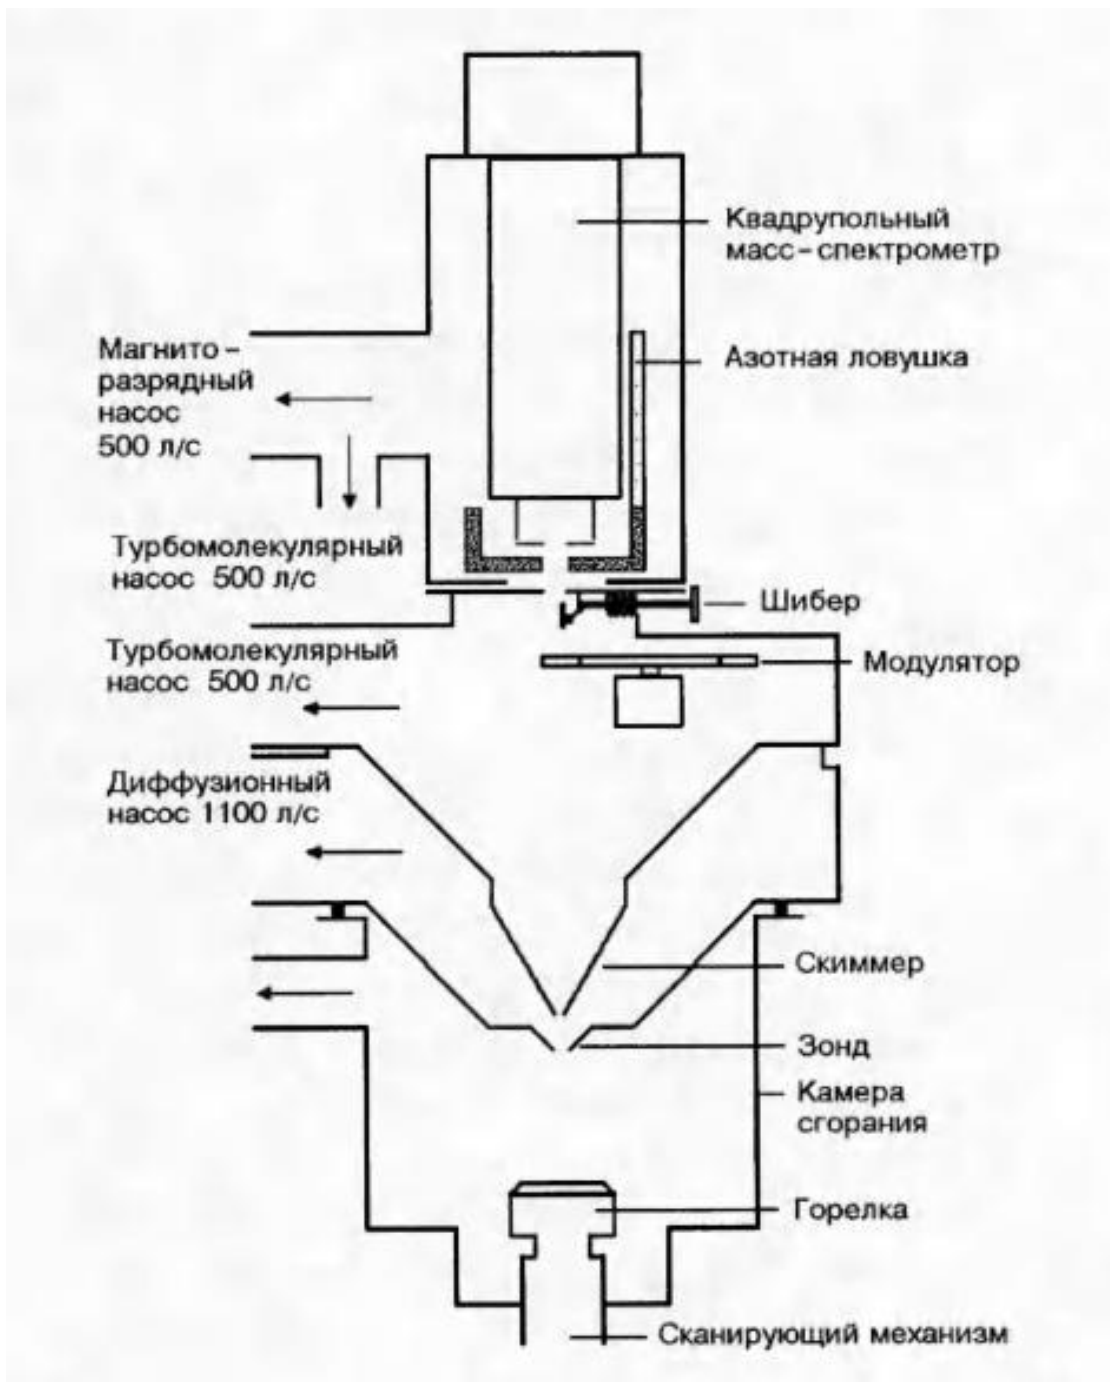 Квадрупольный
масс-спектрометр
Магнито-
разрядный
насос
500 л/с
Азотная ловушка
Турбомолекулярный
насос 500 л/с
Шибер
Турбомолекулярный
насос 500 л/с
Модулятор
Диффузионный
насос 1100 л/с
Скиммер
Зонд
Камера
сгорания
Горелка
Сканирующий механизм